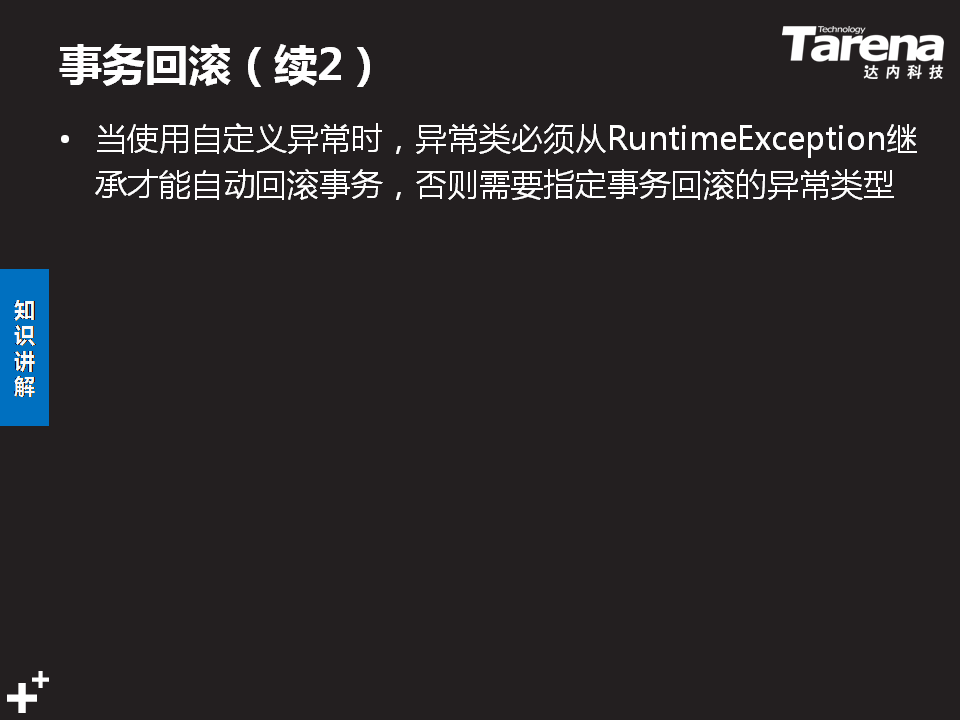 事务回滚（续2）
Technology
Tarena
达内科技
• 当使用自定义异常时，异常类必须从RuntimeException继
承才能自动回滚事务，否则需要指定事务回滚的异常类型
知
识
讲
解